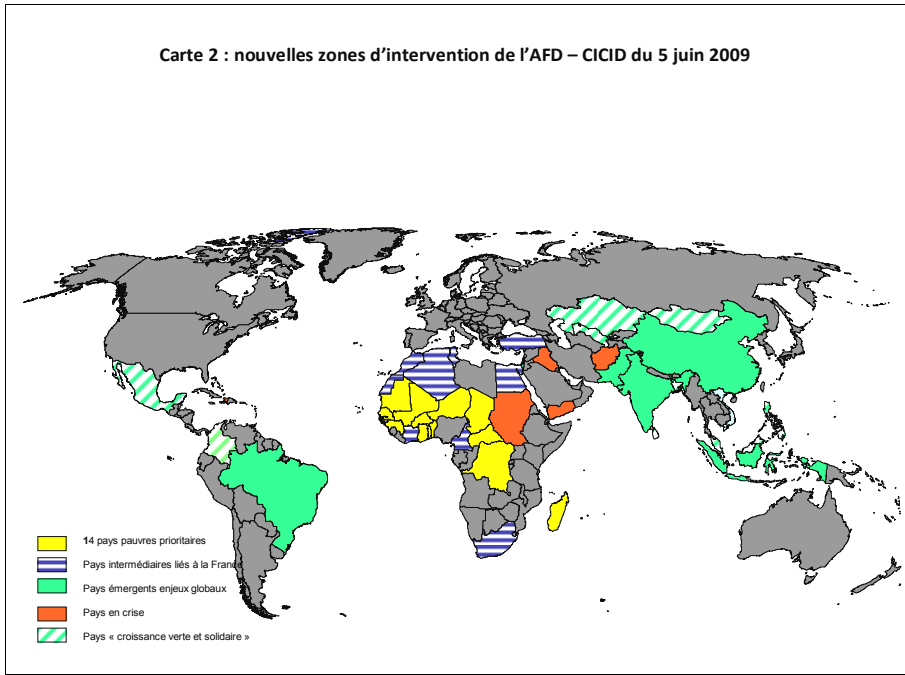 Carte 2 : nouvelles zones d’intervention de l’AFD – CICID du 5 juin 2009
14 pays pauvres prioritaires
Pays intermédiaires liés à la France
Pays émergents enjeux globaux
Pays en crise
Pays « croissance verte et solidaire »